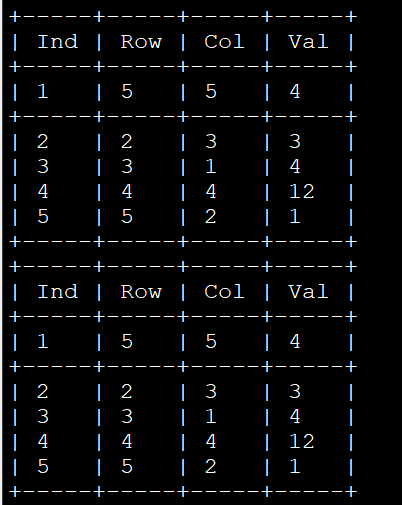 +-----+-----+-----+-----+
| Ind | Row | Col | Val |
+-----+-----+-----+-----+
| 1   | 5   | 5   | 4   |
+-----+-----+-----+-----+
| 2   | 2   | 3   | 3   |
| 3   | 3   | 1   | 4   |
| 4   | 4   | 4   | 12  |
| 5   | 5   | 2   | 1   |
+-----+-----+-----+-----+
+-----+-----+-----+-----+
| Ind | Row | Col | Val |
+-----+-----+-----+-----+
| 1   | 5   | 5   | 4   |
+-----+-----+-----+-----+
| 2   | 2   | 3   | 3   |
| 3   | 3   | 1   | 4   |
| 4   | 4   | 4   | 12  |
| 5   | 5   | 2   | 1   |
+-----+-----+-----+-----+